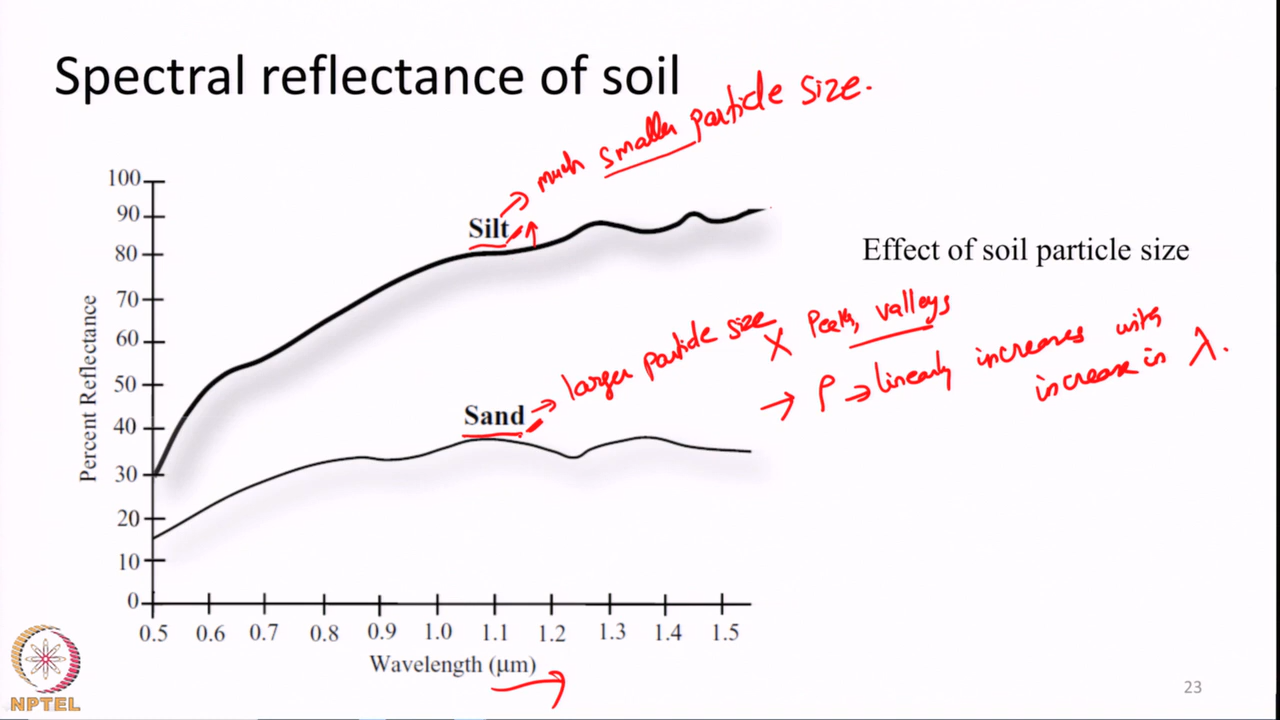 Spectral reflectance of soil
much smaller particle size.
100
90
80
70
60
50
40
30
20
10
0
Percent Reflectance
Silt
Effect of soil particle size
larger particle size
X Peaks, valleys
→ ρ → linearly increases with
increase in λ.
Sand
0.5 0.6 0.7 0.8 0.9 1.0 1.1 1.2 1.3 1.4 1.5
Wavelength (μm)
NPTEL
23